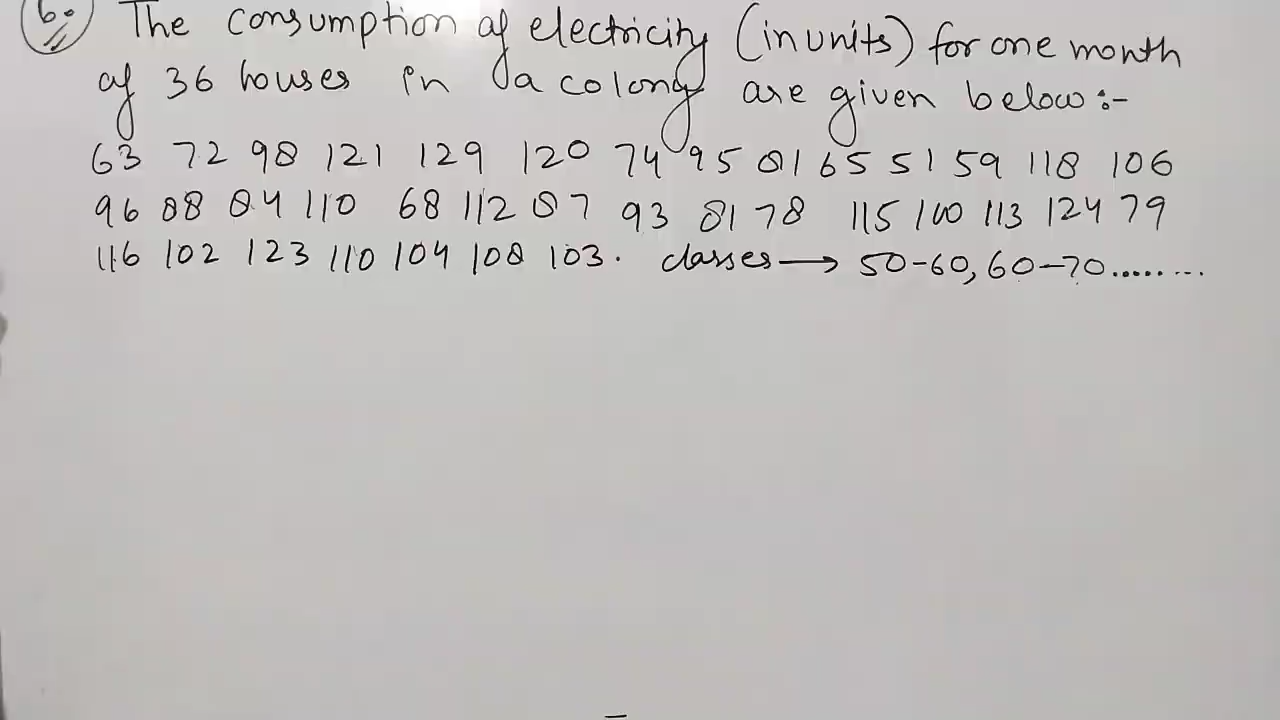 6. The consumption of electricity (in units) for one month
of 36 houses in a colony are given below :-
63 72 98 121 129 120 74 95 81 65 51 59 118 106
96 88 84 110 68 112 87 93 81 78 115 100 113 124 79
116 102 123 110 104 108 103. classes → 50-60, 60-70........